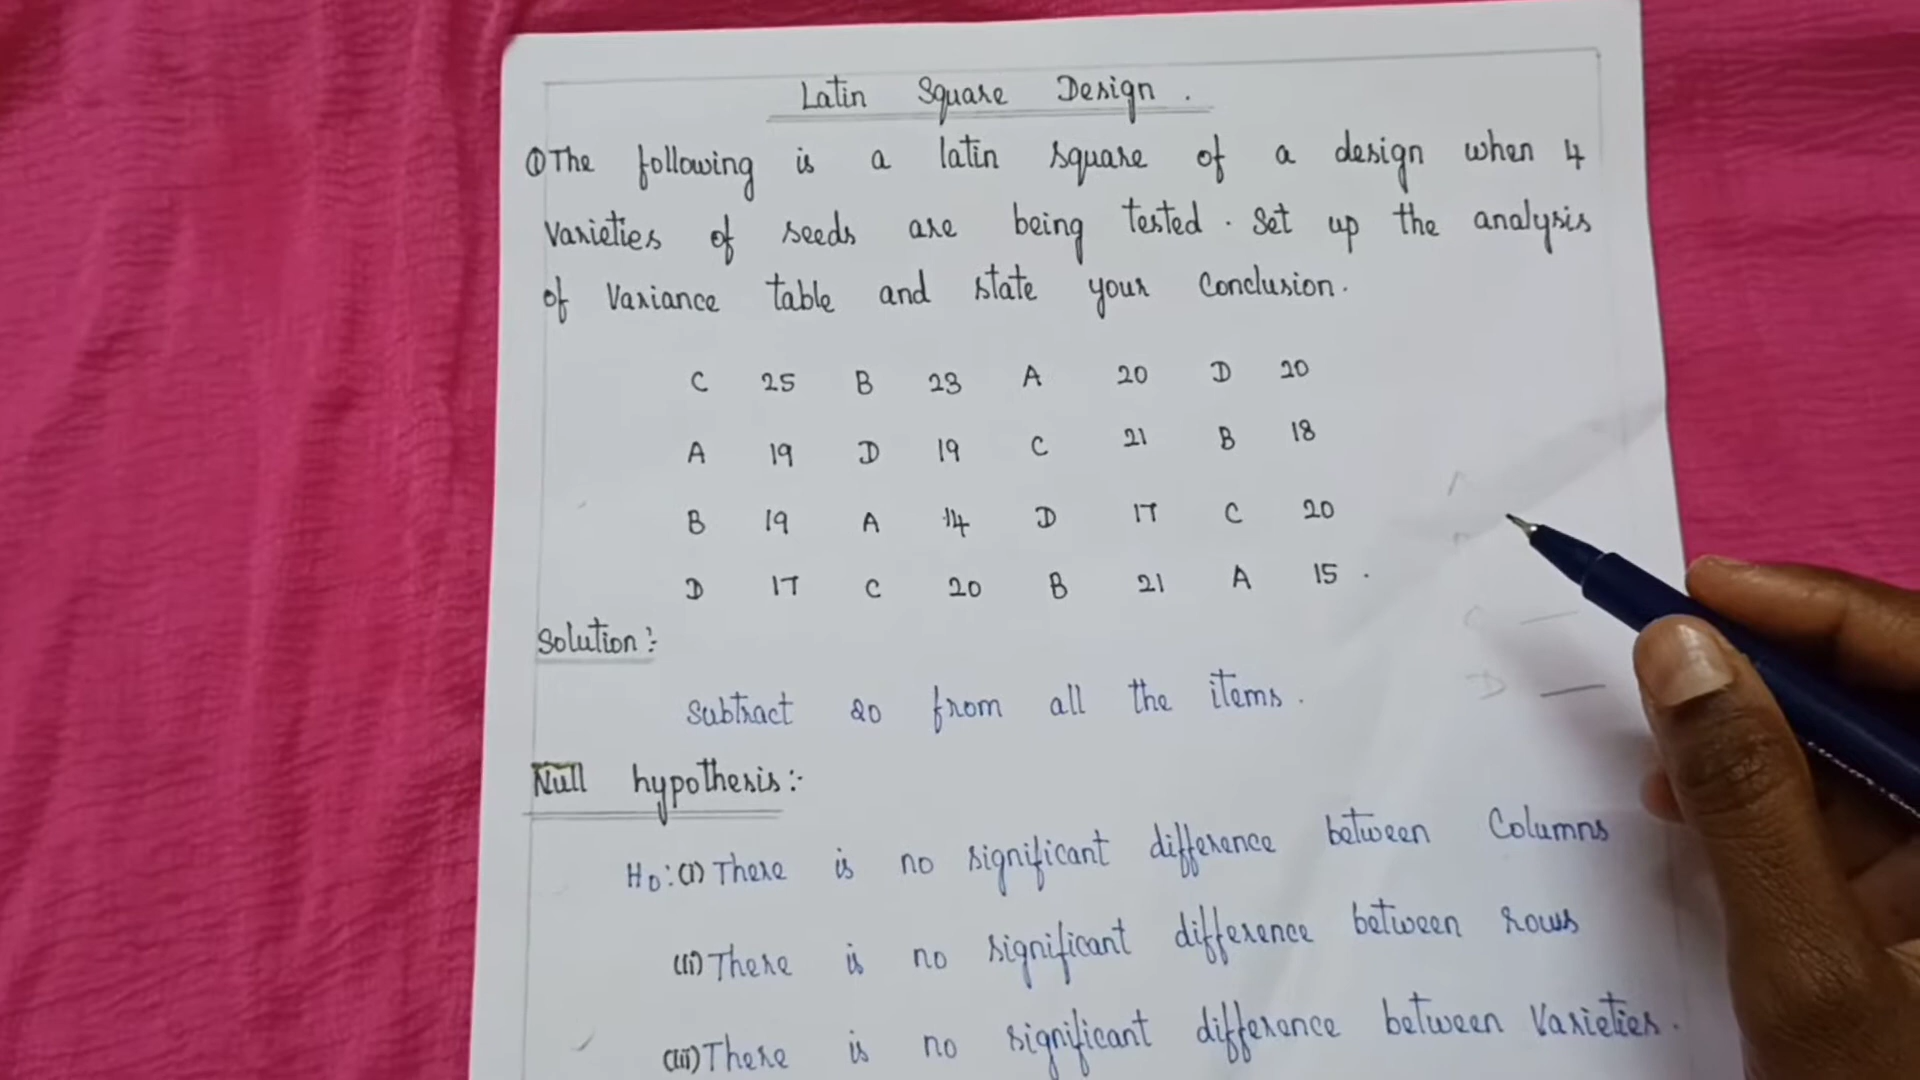 Latin Square Design .
① The following is a latin square of a design when 4
varieties of seeds are being tested . Set up the analysis
of Variance table and state your Conclusion .
C 25 B 23 A 20 D 20
A 19 D 19 C 21 B 18
B 19 A 14 D 17 C 20
D 17 C 20 B 21 A 15 .
Solution :-
Subtract 20 from all the items .
Null hypothesis :-
H0 : (i) There is no significant difference between Columns
(ii) There is no significant difference between rows
(iii) There is no significant difference between Varieties .